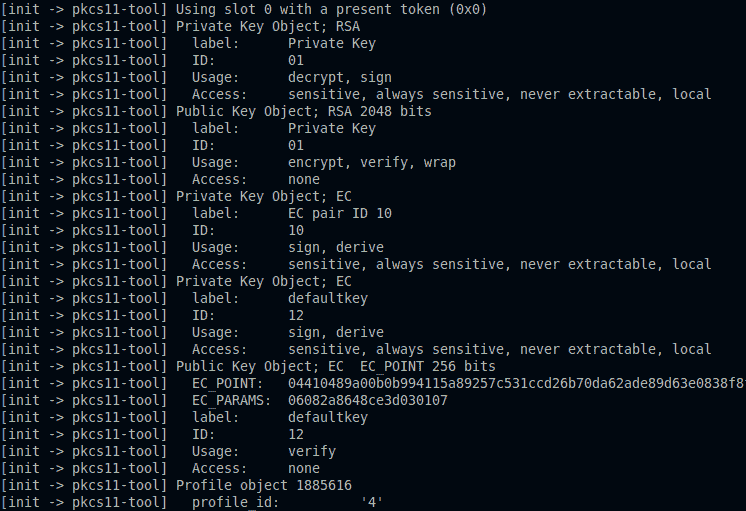 [init -> pkcs11-tool] Using slot 0 with a present token (0x0)
[init -> pkcs11-tool] Private Key Object; RSA
[init -> pkcs11-tool]   label:      Private Key
[init -> pkcs11-tool]   ID:         01
[init -> pkcs11-tool]   Usage:      decrypt, sign
[init -> pkcs11-tool]   Access:     sensitive, always sensitive, never extractable, local
[init -> pkcs11-tool] Public Key Object; RSA 2048 bits
[init -> pkcs11-tool]   label:      Private Key
[init -> pkcs11-tool]   ID:         01
[init -> pkcs11-tool]   Usage:      encrypt, verify, wrap
[init -> pkcs11-tool]   Access:     none
[init -> pkcs11-tool] Private Key Object; EC
[init -> pkcs11-tool]   label:      EC pair ID 10
[init -> pkcs11-tool]   ID:         10
[init -> pkcs11-tool]   Usage:      sign, derive
[init -> pkcs11-tool]   Access:     sensitive, always sensitive, never extractable, local
[init -> pkcs11-tool] Private Key Object; EC
[init -> pkcs11-tool]   label:      defaultkey
[init -> pkcs11-tool]   ID:         12
[init -> pkcs11-tool]   Usage:      sign, derive
[init -> pkcs11-tool]   Access:     sensitive, always sensitive, never extractable, local
[init -> pkcs11-tool] Public Key Object; EC  EC_POINT 256 bits
[init -> pkcs11-tool]   EC_POINT:   04410489a00b0b994115a89257c531ccd26b70da62ade89d63e0838f8
[init -> pkcs11-tool]   EC_PARAMS:  06082a8648ce3d030107
[init -> pkcs11-tool]   label:      defaultkey
[init -> pkcs11-tool]   ID:         12
[init -> pkcs11-tool]   Usage:      verify
[init -> pkcs11-tool]   Access:     none
[init -> pkcs11-tool] Profile object 1885616
[init -> pkcs11-tool]   profile_id:          '4'